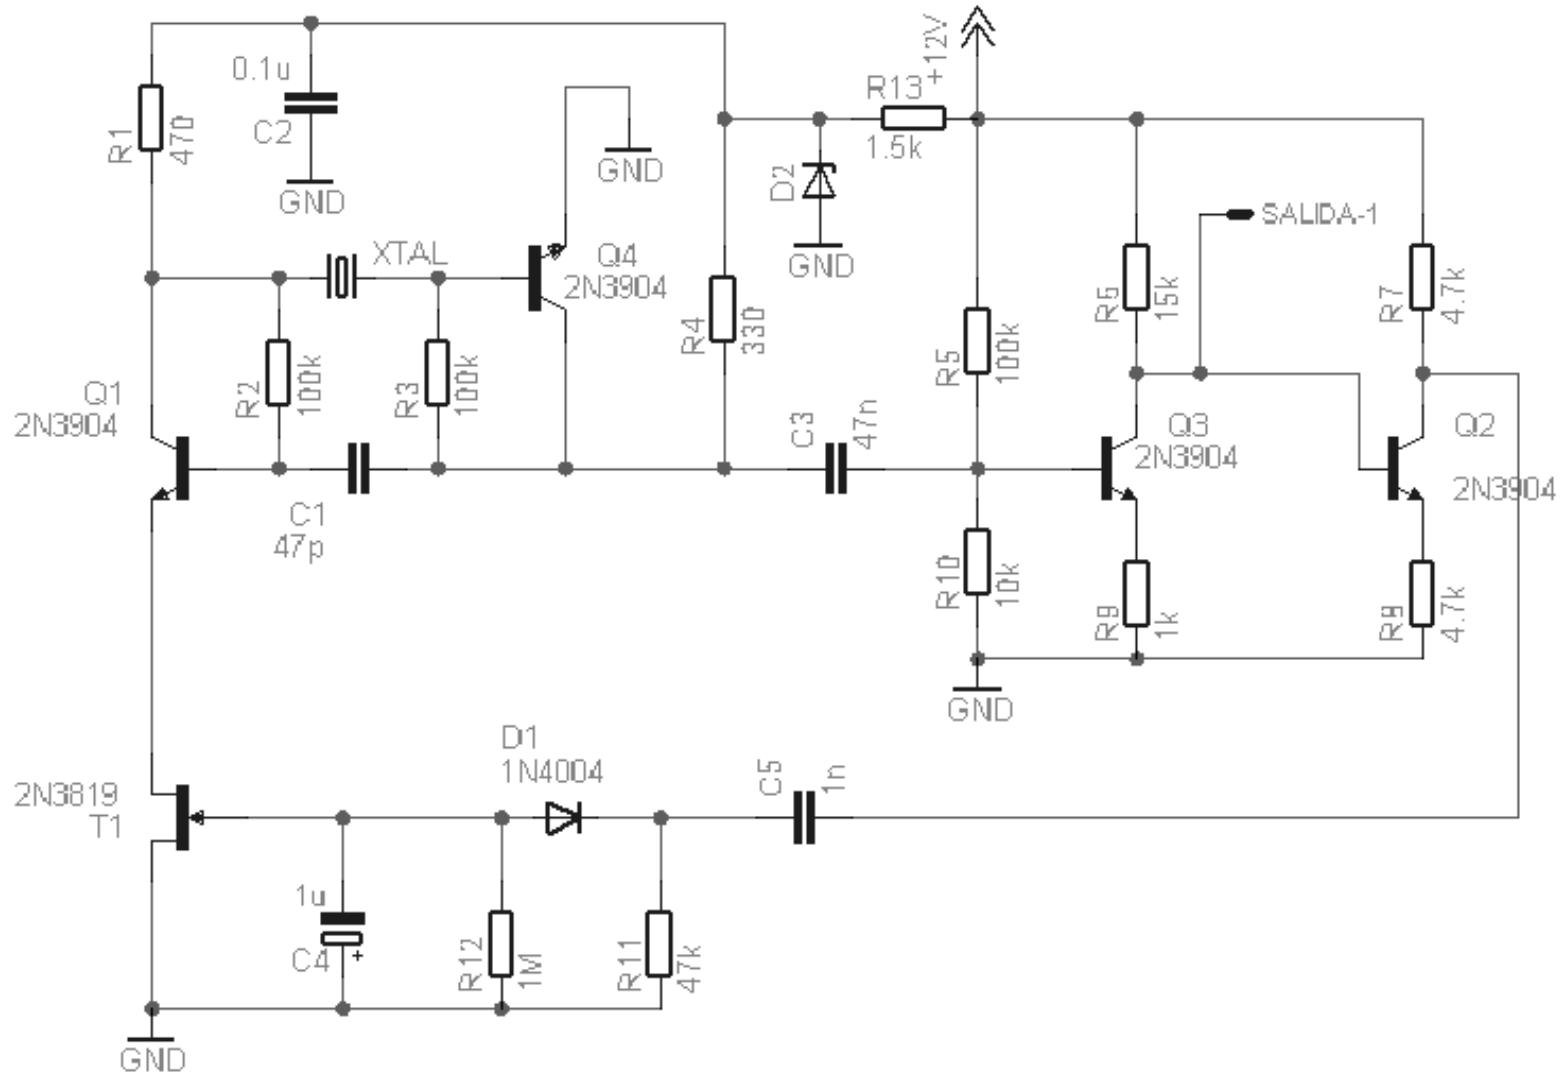 +12V
0.1u
C2
GND
R1
470
GND
R13
1.5k
D2
GND
SALIDA-1
XTAL
Q4
2N3904
R4
330
R5
100k
R6
15k
R7
4.7k
Q1
2N3904
R2
100k
R3
100k
C3
47n
Q3
2N3904
Q2
2N3904
C1
47p
R10
10k
R9
1k
R9
4.7k
GND
D1
1N4004
C5
1n
2N3819
T1
1u
C4
+
R12
1M
R11
47k
GND